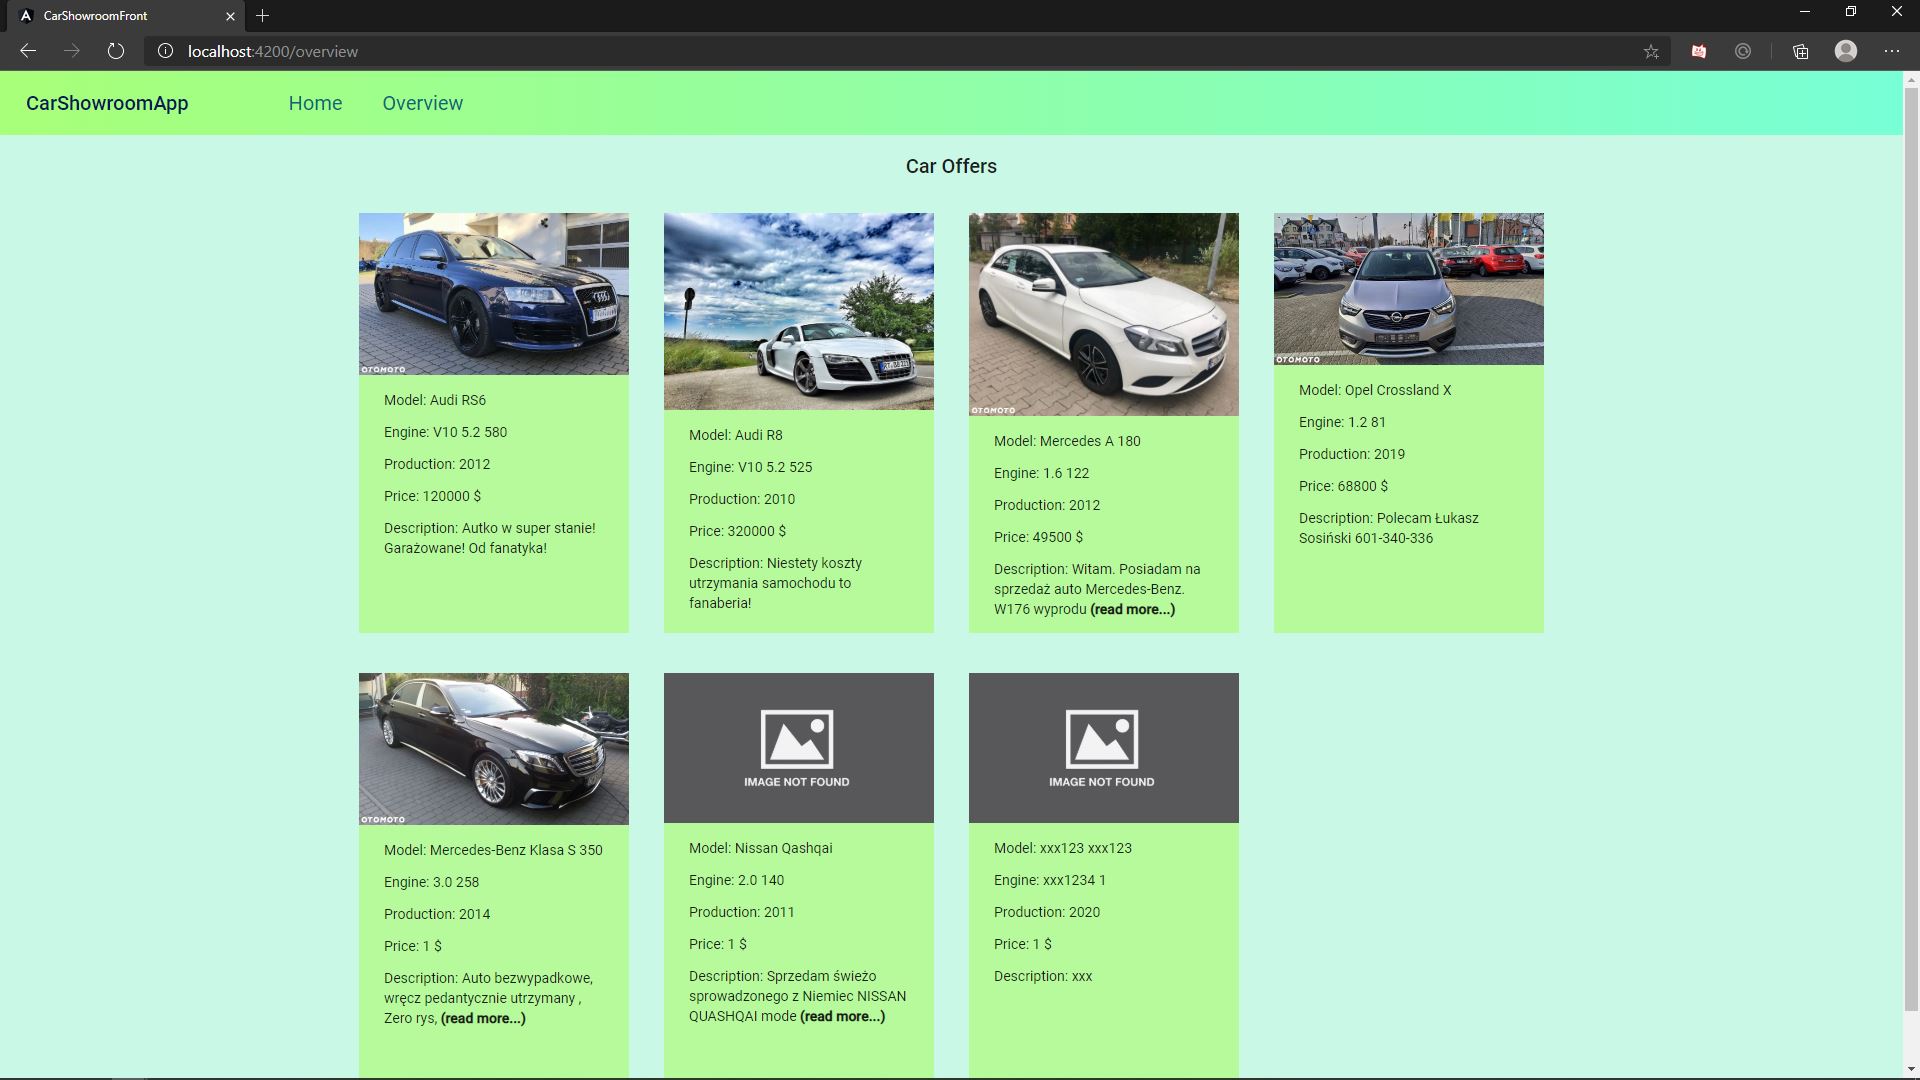 CarShowroomFront
localhost:4200/overview
CarShowroomApp
Home
Overview
Car Offers
OTOMOTO
Model: Audi RS6
Engine: V10 5.2 580
Production: 2012
Price: 120000 $
Description: Autko w super stanie!
Garażowane! Od fanatyka!
Model: Audi R8
Engine: V10 5.2 525
Production: 2010
Price: 320000 $
Description: Niestety koszty
utrzymania samochodu to
fanaberia!
OTOMOTO
Model: Mercedes A 180
Engine: 1.6 122
Production: 2012
Price: 49500 $
Description: Witam. Posiadam na
sprzedaż auto Mercedes-Benz.
W176 wyprodu (read more...)
OTOMOTO
Model: Opel Crossland X
Engine: 1.2 81
Production: 2019
Price: 68800 $
Description: Polecam Łukasz
Sosiński 601-340-336
OTOMOTO
Model: Mercedes-Benz Klasa S 350
Engine: 3.0 258
Production: 2014
Price: 1 $
Description: Auto bezwypadkowe,
wręcz pedantycznie utrzymany ,
Zero rys, (read more...)
IMAGE NOT FOUND
Model: Nissan Qashqai
Engine: 2.0 140
Production: 2011
Price: 1 $
Description: Sprzedam świeżo
sprowadzonego z Niemiec NISSAN
QUASHQAI mode (read more...)
IMAGE NOT FOUND
Model: xxx123 xxx123
Engine: xxx1234 1
Production: 2020
Price: 1 $
Description: xxx